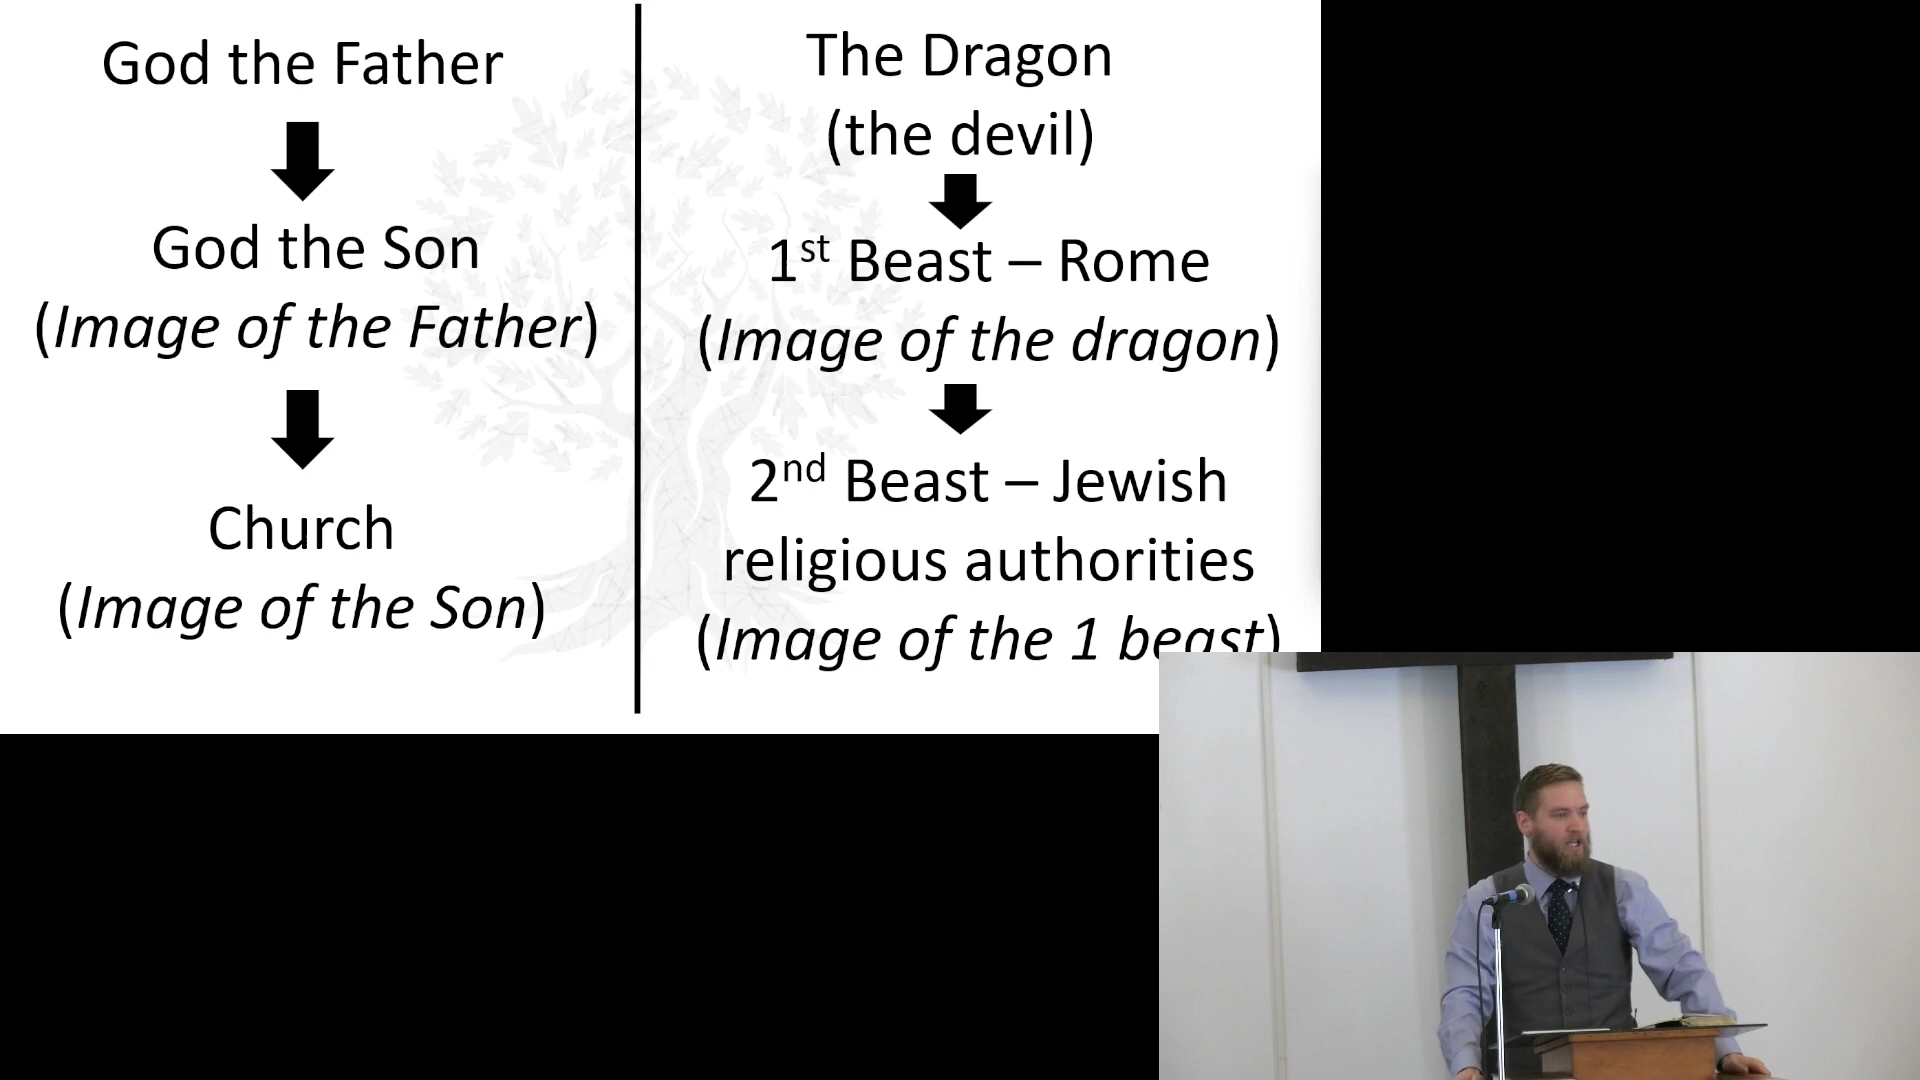 God the Father
God the Son
(Image of the Father)
Church
(Image of the Son)
The Dragon
(the devil)
1st Beast – Rome
(Image of the dragon)
2nd Beast – Jewish
religious authorities
(Image of the 1 beast)